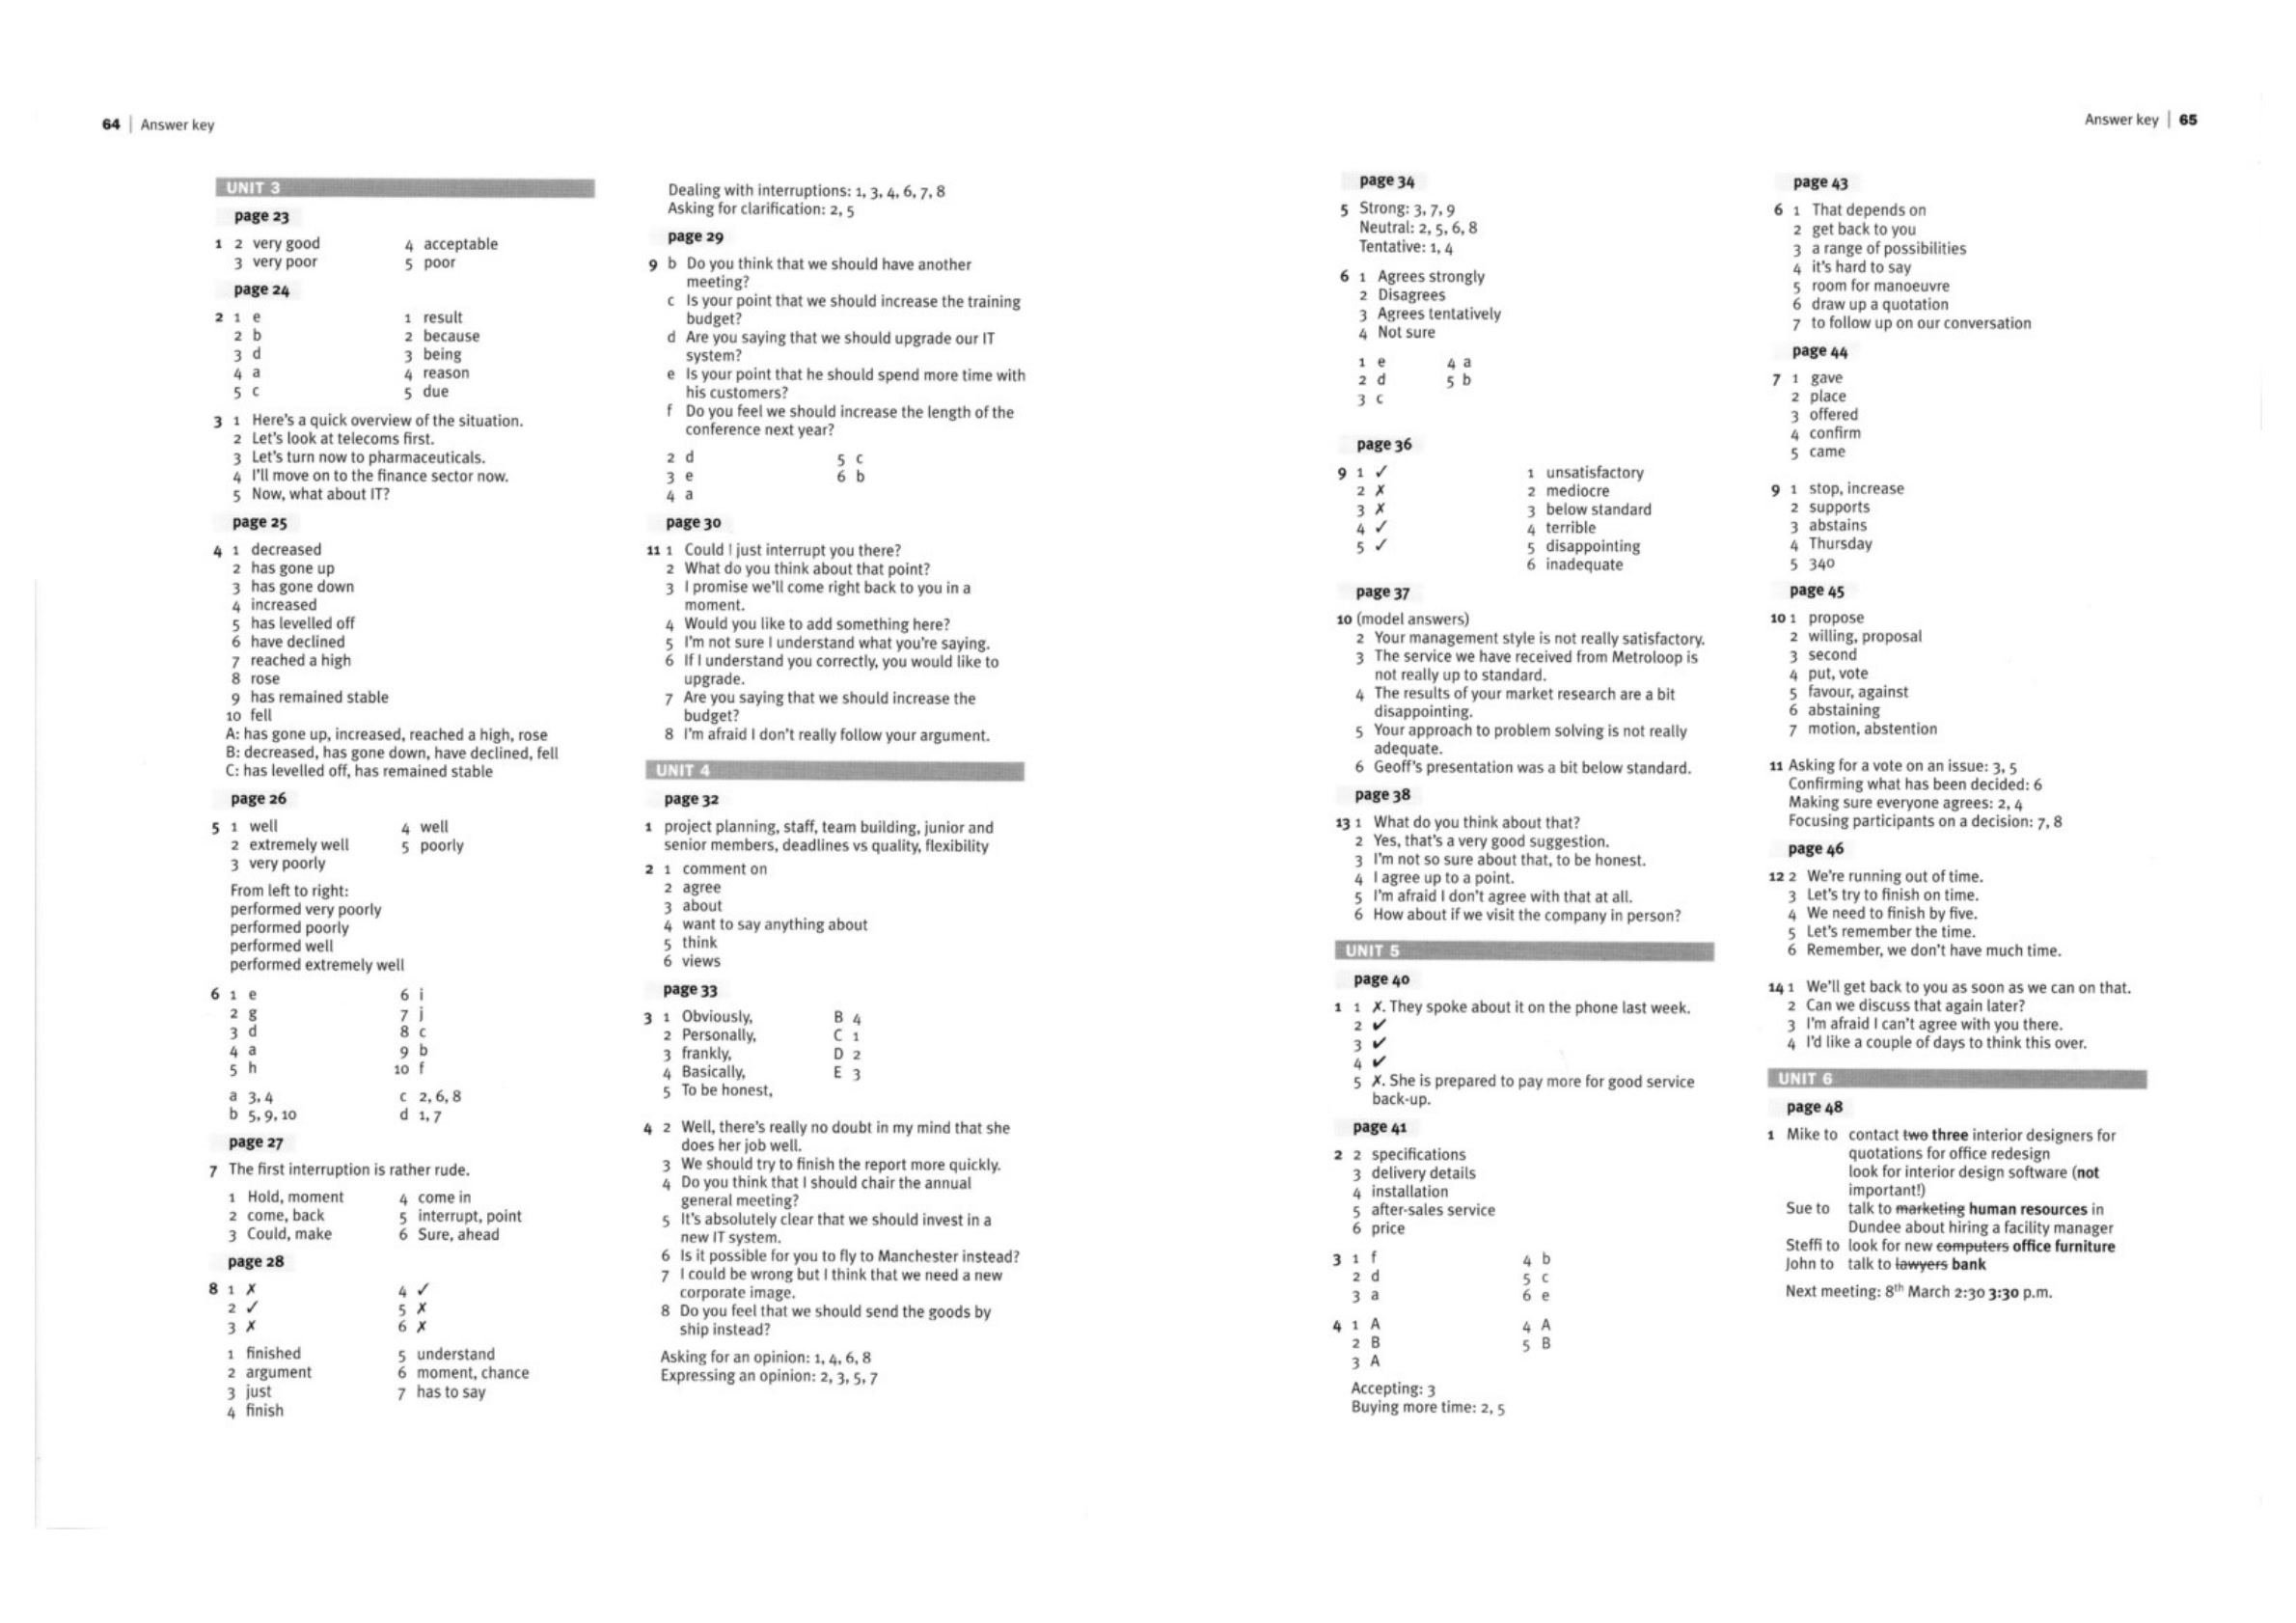 64 | Answer key
UNIT 3
page 23
1 2 very good 4 acceptable
3 very poor 5 poor
page 24
2 1 e 1 result
2 b 2 because
3 d 3 being
4 a 4 reason
5 c 5 due
3 1 Here's a quick overview of the situation.
2 Let's look at telecoms first.
3 Let's turn now to pharmaceuticals.
4 I'll move on to the finance sector now.
5 Now, what about IT?
page 25
4 1 decreased
2 has gone up
3 has gone down
4 increased
5 has levelled off
6 have declined
7 reached a high
8 rose
9 has remained stable
10 fell
A: has gone up, increased, reached a high, rose
B: decreased, has gone down, have declined, fell
C: has levelled off, has remained stable
page 26
5 1 well 4 well
2 extremely well 5 poorly
3 very poorly
From left to right:
performed very poorly
performed poorly
performed well
performed extremely well
6 1 e 6 i
2 g 7 j
3 d 8 c
4 a 9 b
5 h 10 f
a 3, 4 c 2, 6, 8
b 5, 9, 10 d 1, 7
page 27
7 The first interruption is rather rude.
1 Hold, moment 4 come in
2 come, back 5 interrupt, point
3 Could, make 6 Sure, ahead
page 28
8 1 ✗ 4 ✓
2 ✓ 5 ✗
3 ✗ 6 ✗
1 finished 5 understand
2 argument 6 moment, chance
3 just 7 has to say
4 finish
Dealing with interruptions: 1, 3, 4, 6, 7, 8
Asking for clarification: 2, 5
page 29
9 b Do you think that we should have another
meeting?
c Is your point that we should increase the training
budget?
d Are you saying that we should upgrade our IT
system?
e Is your point that he should spend more time with
his customers?
f Do you feel we should increase the length of the
conference next year?
2 d 5 c
3 e 6 b
4 a
page 30
11 1 Could I just interrupt you there?
2 What do you think about that point?
3 I promise we'll come right back to you in a
moment.
4 Would you like to add something here?
5 I'm not sure I understand what you're saying.
6 If I understand you correctly, you would like to
upgrade.
7 Are you saying that we should increase the
budget?
8 I'm afraid I don't really follow your argument.
UNIT 4
page 32
1 project planning, staff, team building, junior and
senior members, deadlines vs quality, flexibility
2 1 comment on
2 agree
3 about
4 want to say anything about
5 think
6 views
page 33
3 1 Obviously, B 4
2 Personally, C 1
3 frankly, D 2
4 Basically, E 3
5 To be honest,
4 2 Well, there's really no doubt in my mind that she
does her job well.
3 We should try to finish the report more quickly.
4 Do you think that I should chair the annual
general meeting?
5 It's absolutely clear that we should invest in a
new IT system.
6 Is it possible for you to fly to Manchester instead?
7 I could be wrong but I think that we need a new
corporate image.
8 Do you feel that we should send the goods by
ship instead?
Asking for an opinion: 1, 4, 6, 8
Expressing an opinion: 2, 3, 5, 7
Answer key | 65
page 34
5 Strong: 3, 7, 9
Neutral: 2, 5, 6, 8
Tentative: 1, 4
6 1 Agrees strongly
2 Disagrees
3 Agrees tentatively
4 Not sure
1 e 4 a
2 d 5 b
3 c
page 36
9 1 ✓ 1 unsatisfactory
2 ✗ 2 mediocre
3 ✗ 3 below standard
4 ✓ 4 terrible
5 ✓ 5 disappointing
6 inadequate
page 37
10 (model answers)
2 Your management style is not really satisfactory.
3 The service we have received from Metroloop is
not really up to standard.
4 The results of your market research are a bit
disappointing.
5 Your approach to problem solving is not really
adequate.
6 Geoff's presentation was a bit below standard.
page 38
13 1 What do you think about that?
2 Yes, that's a very good suggestion.
3 I'm not so sure about that, to be honest.
4 I agree up to a point.
5 I'm afraid I don't agree with that at all.
6 How about if we visit the company in person?
UNIT 5
page 40
1 1 ✗. They spoke about it on the phone last week.
2 ✓
3 ✓
4 ✓
5 ✗. She is prepared to pay more for good service
back-up.
page 41
2 2 specifications
3 delivery details
4 installation
5 after-sales service
6 price
3 1 f 4 b
2 d 5 c
3 a 6 e
4 1 A 4 A
2 B 5 B
3 A
Accepting: 3
Buying more time: 2, 5
page 43
6 1 That depends on
2 get back to you
3 a range of possibilities
4 it's hard to say
5 room for manoeuvre
6 draw up a quotation
7 to follow up on our conversation
page 44
7 1 gave
2 place
3 offered
4 confirm
5 came
9 1 stop, increase
2 supports
3 abstains
4 Thursday
5 340
page 45
10 1 propose
2 willing, proposal
3 second
4 put, vote
5 favour, against
6 abstaining
7 motion, abstention
11 Asking for a vote on an issue: 3, 5
Confirming what has been decided: 6
Making sure everyone agrees: 2, 4
Focusing participants on a decision: 7, 8
page 46
12 2 We're running out of time.
3 Let's try to finish on time.
4 We need to finish by five.
5 Let's remember the time.
6 Remember, we don't have much time.
14 1 We'll get back to you as soon as we can on that.
2 Can we discuss that again later?
3 I'm afraid I can't agree with you there.
4 I'd like a couple of days to think this over.
UNIT 6
page 48
1 Mike to contact two three interior designers for
quotations for office redesign
look for interior design software (not
important!)
Sue to talk to marketing human resources in
Dundee about hiring a facility manager
Steffi to look for new computers office furniture
John to talk to lawyers bank
Next meeting: 8th March 2:30 3:30 p.m.